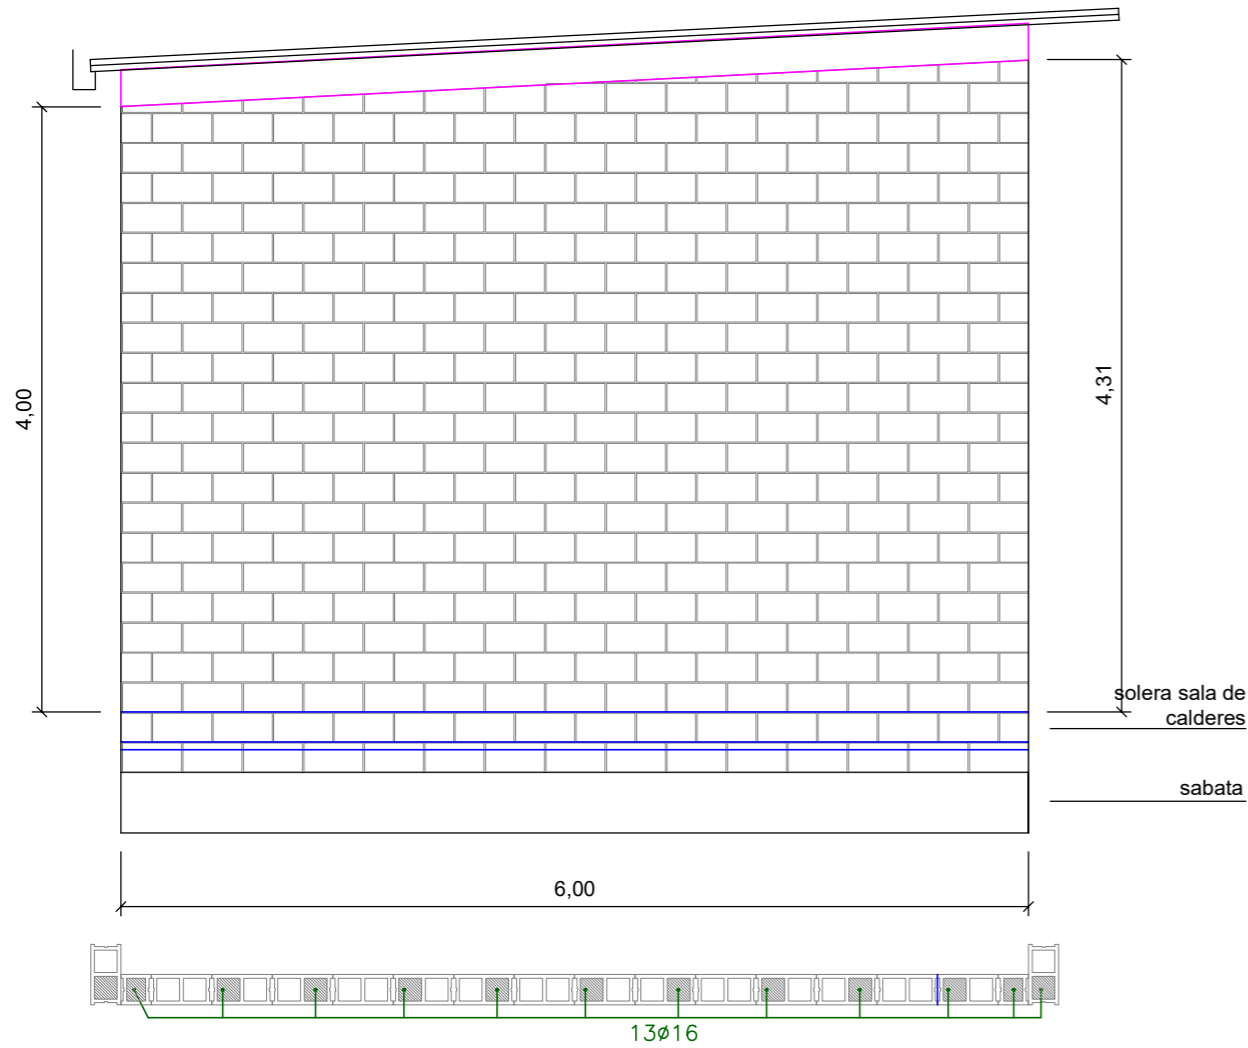 4,00
4,31
solera sala de
calderes
sabata
6,00
13ø16